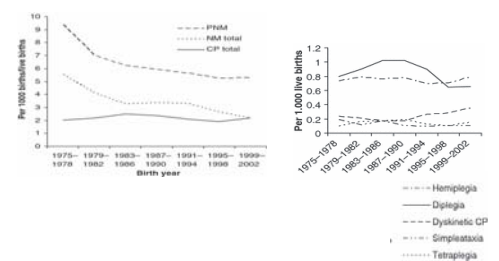 Per 1000 births/live births
10
9
8
7
6
5
4
3
2
1
0
PNM
NM total
CP total
1975–1978
1979–1982
1983–1986
1987–1990
1991–1994
1995–1998
1999–2002
Birth year
Per 1.000 live births
1.2
1
0.8
0.6
0.4
0.2
0
1975–1978
1979–1982
1983–1986
1987–1990
1991–1994
1995–1998
1999–2002
Hemiplegia
Diplegia
Dyskinetic CP
Simpleataxia
Tetraplegia